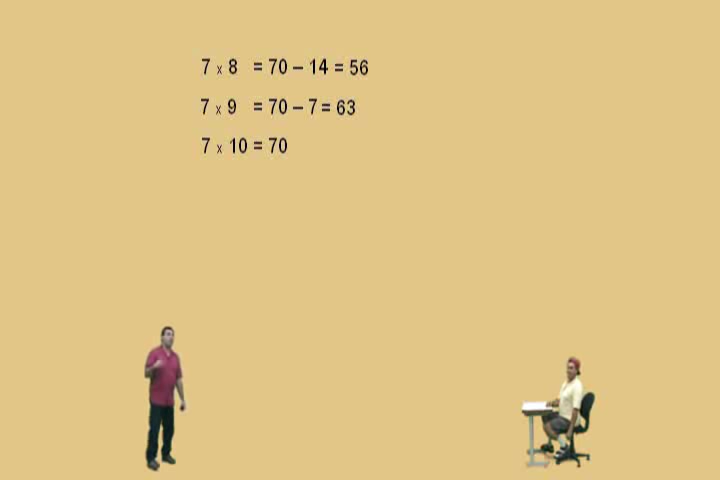 7 x 8 = 70 – 14 = 56
7 x 9 = 70 – 7 = 63
7 x 10 = 70